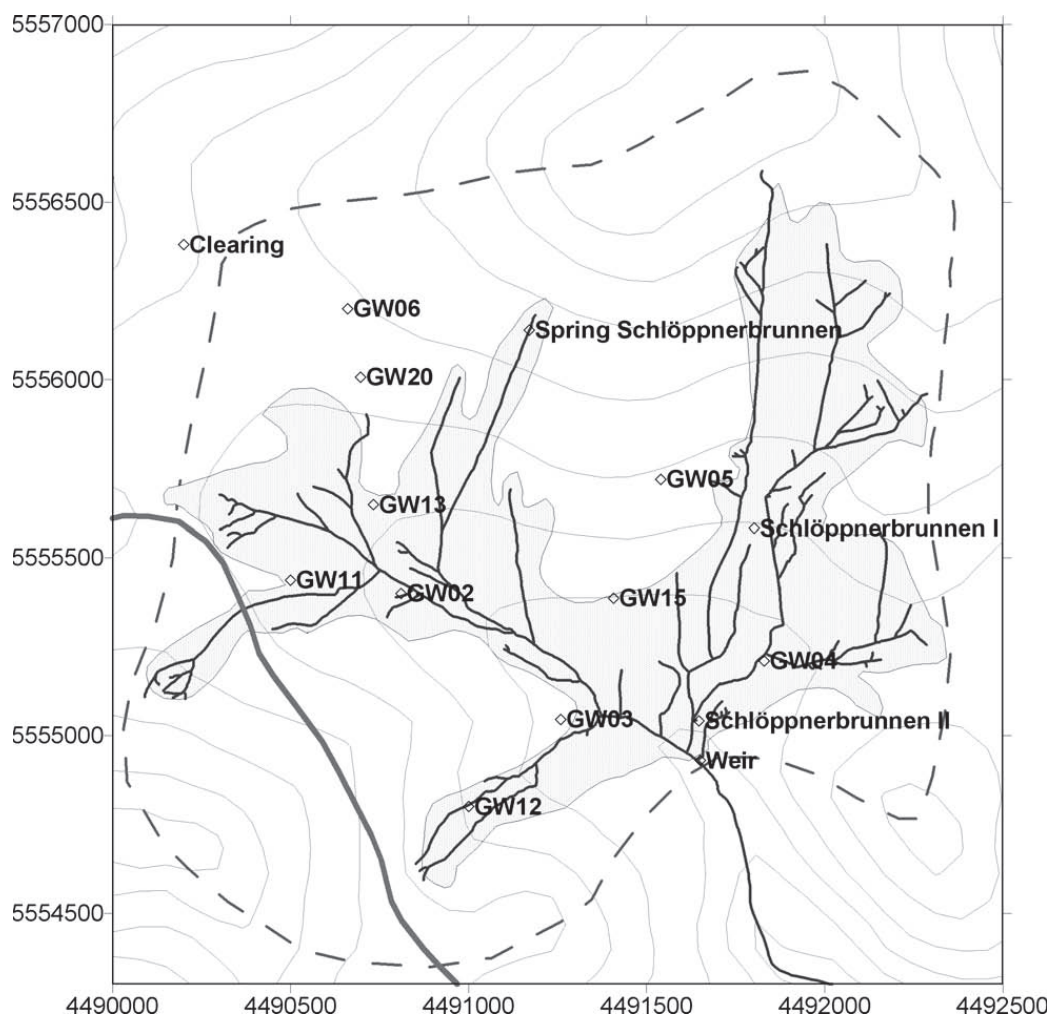 5557000
5556500
Clearing
GW06
Spring Schlöppnerbrunnen
GW20
5556000
GW05
GW13
Schlöppnerbrunnen I
5555500
GW11
GW02
GW15
GW04
GW03
Schlöppnerbrunnen II
5555000
Weir
GW12
5554500
4490000 4490500 4491000 4491500 4492000 4492500